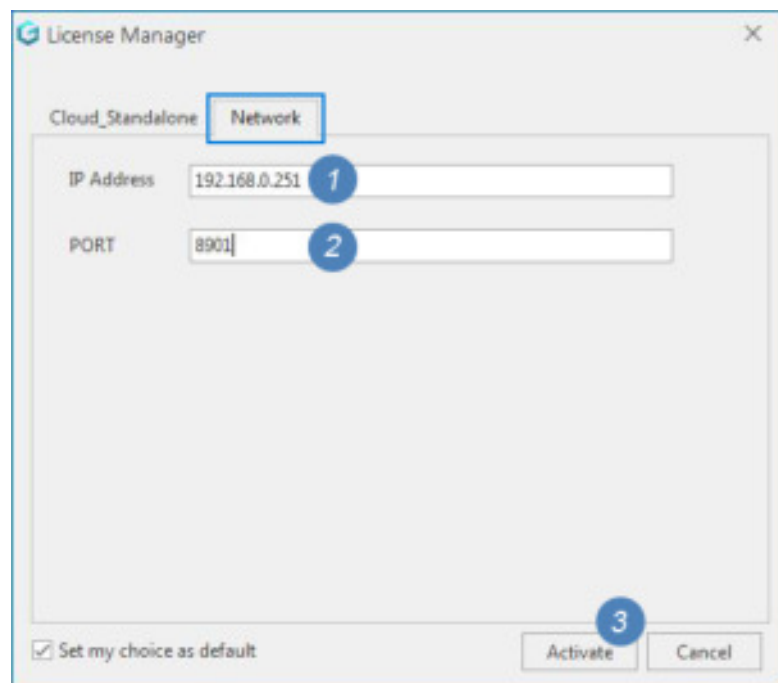 License Manager
Cloud_Standalone Network
IP Address 192.168.0.251 1
PORT 8901 2
3
Set my choice as default Activate Cancel